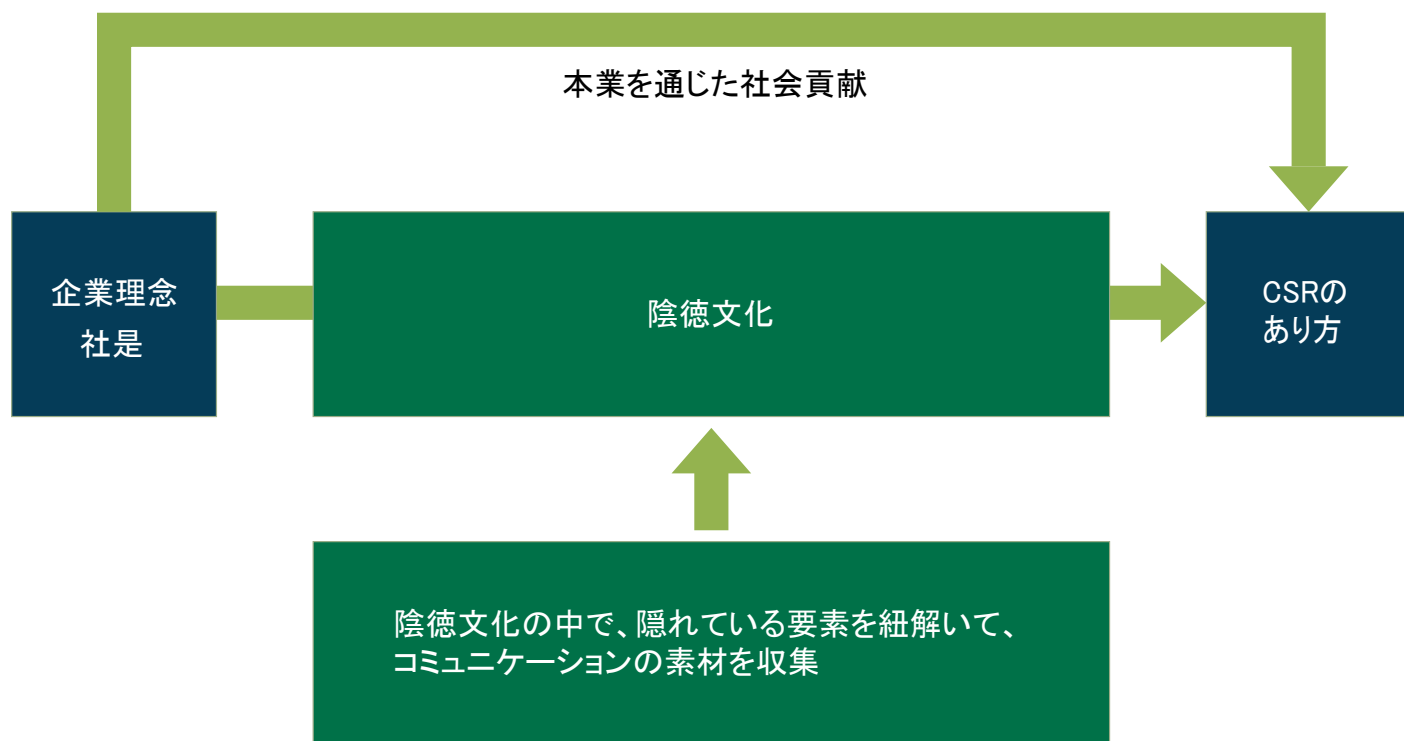 本業を通じた社会貢献
企業理念
社是
陰徳文化
CSRの
あり方
陰徳文化の中で、隠れている要素を紐解いて、
コミュニケーションの素材を収集